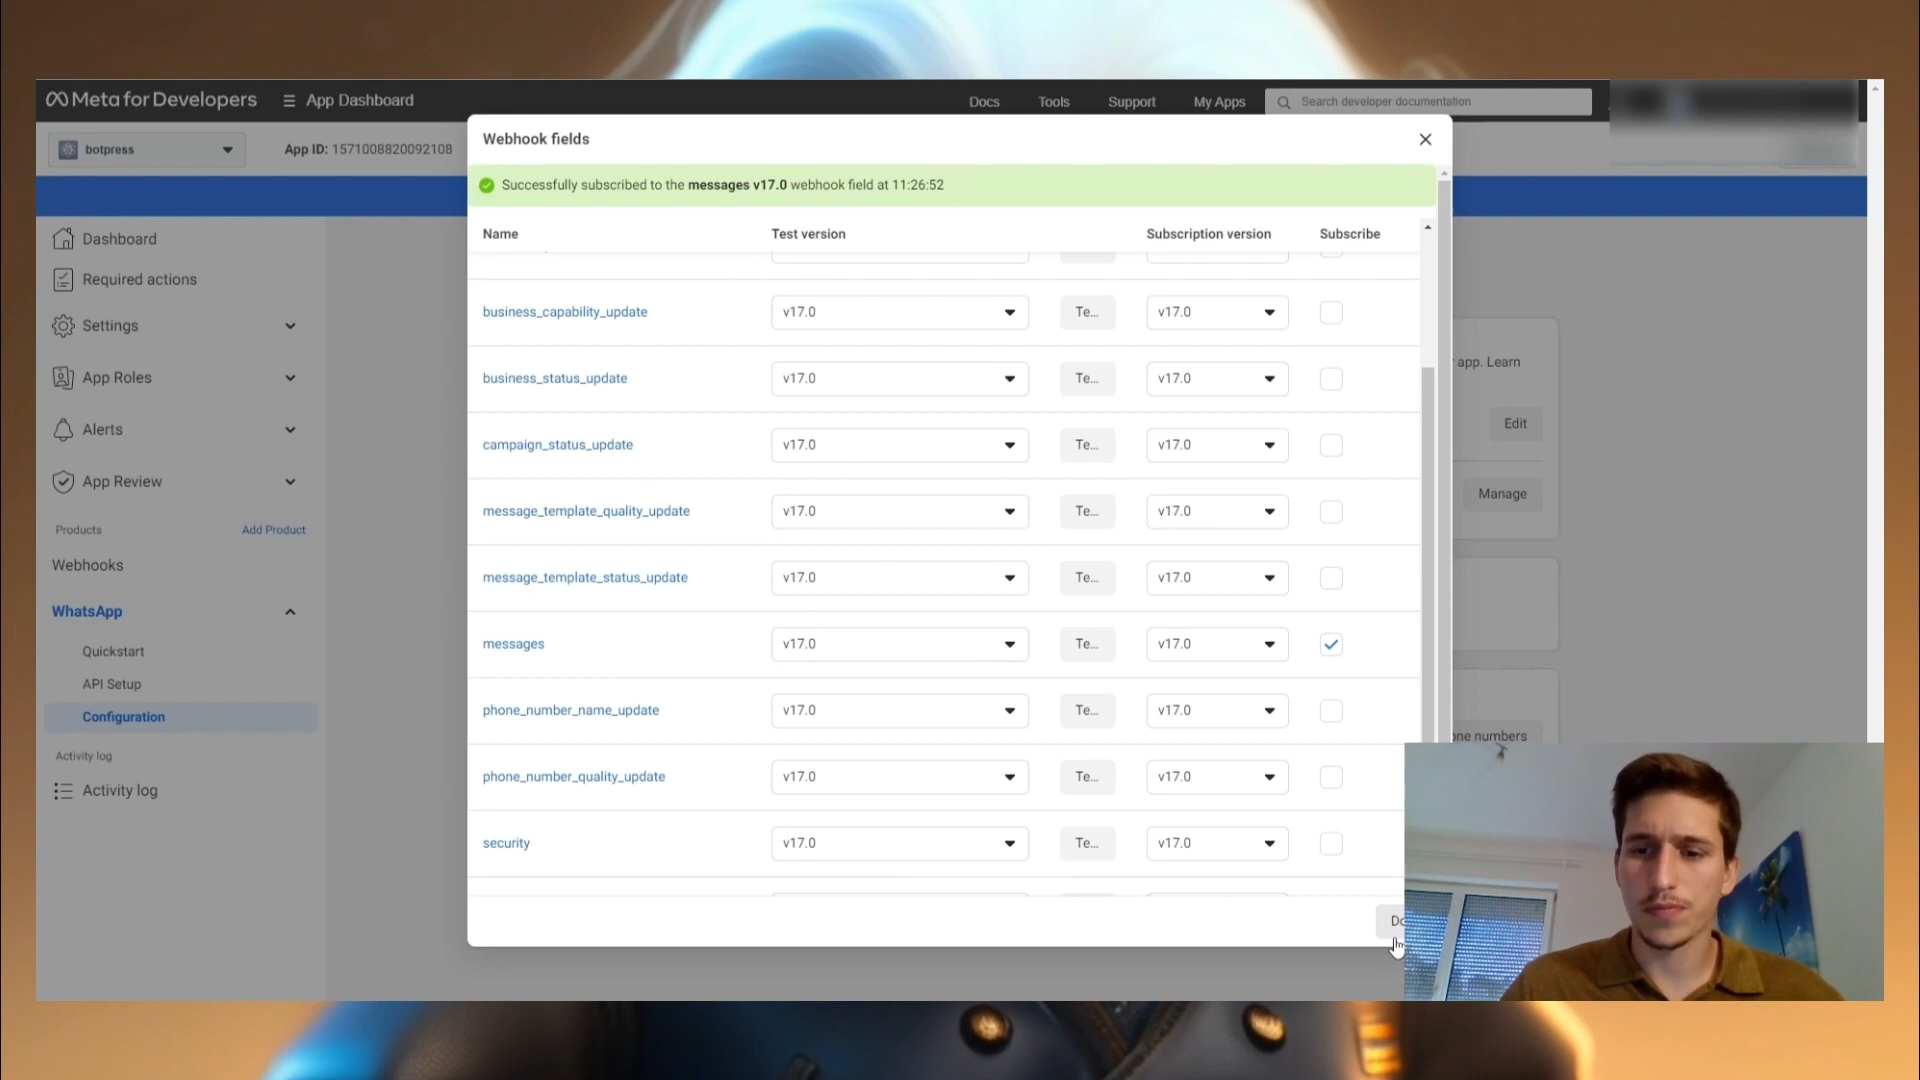 Meta for Developers
App Dashboard
Docs
Tools
Support
My Apps
Search developer documentation
botpress
App ID: 1571008820092108
Dashboard
Required actions
Settings
App Roles
Alerts
App Review
Products
Add Product
Webhooks
WhatsApp
Quickstart
API Setup
Configuration
Activity log
Activity log
Webhook fields
Successfully subscribed to the messages v17.0 webhook field at 11:26:52
Name Test version Subscription version Subscribe
business_capability_update v17.0 Te... v17.0
business_status_update v17.0 Te... v17.0
campaign_status_update v17.0 Te... v17.0
message_template_quality_update v17.0 Te... v17.0
message_template_status_update v17.0 Te... v17.0
messages v17.0 Te... v17.0
phone_number_name_update v17.0 Te... v17.0
phone_number_quality_update v17.0 Te... v17.0
security v17.0 Te... v17.0
app. Learn
Edit
Manage
numbers